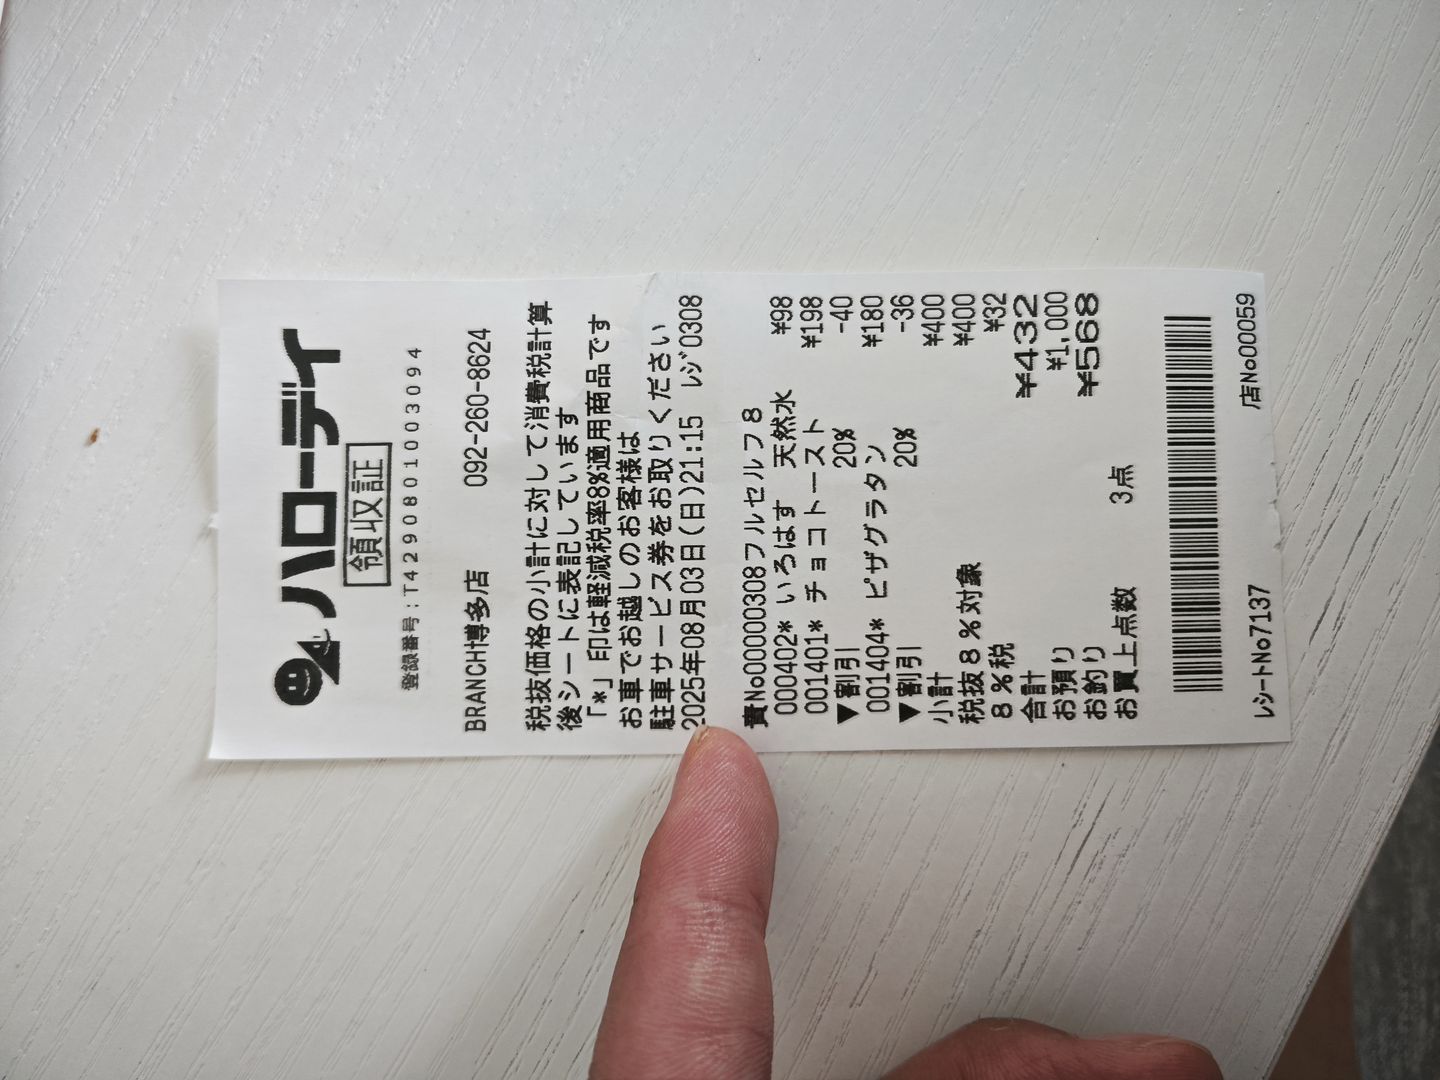 ハローデイ
領収証
登録番号:T4290801003094
BRANCH博多店 092-260-8624
税抜価格の小計に対して消費税計算
後シートに表記しています
「*」印は軽減税率8%適用商品です
お車でお越しのお客様は
駐車サービス券をお取りください
2025年08月03日(日)21:15 レジ0308
責No00000308フルセルフ8
000402* いろはす 天然水 ¥98
001401* チョコトースト ¥198
▼割引 20% -40
001404* ピザグラタン ¥180
▼割引 20% -36
小計 ¥400
税抜8%対象 ¥400
8%税 ¥32
合計 ¥432
お預り ¥1,000
お釣り ¥568
お買上点数 3点
レシートNo7137 店No00059